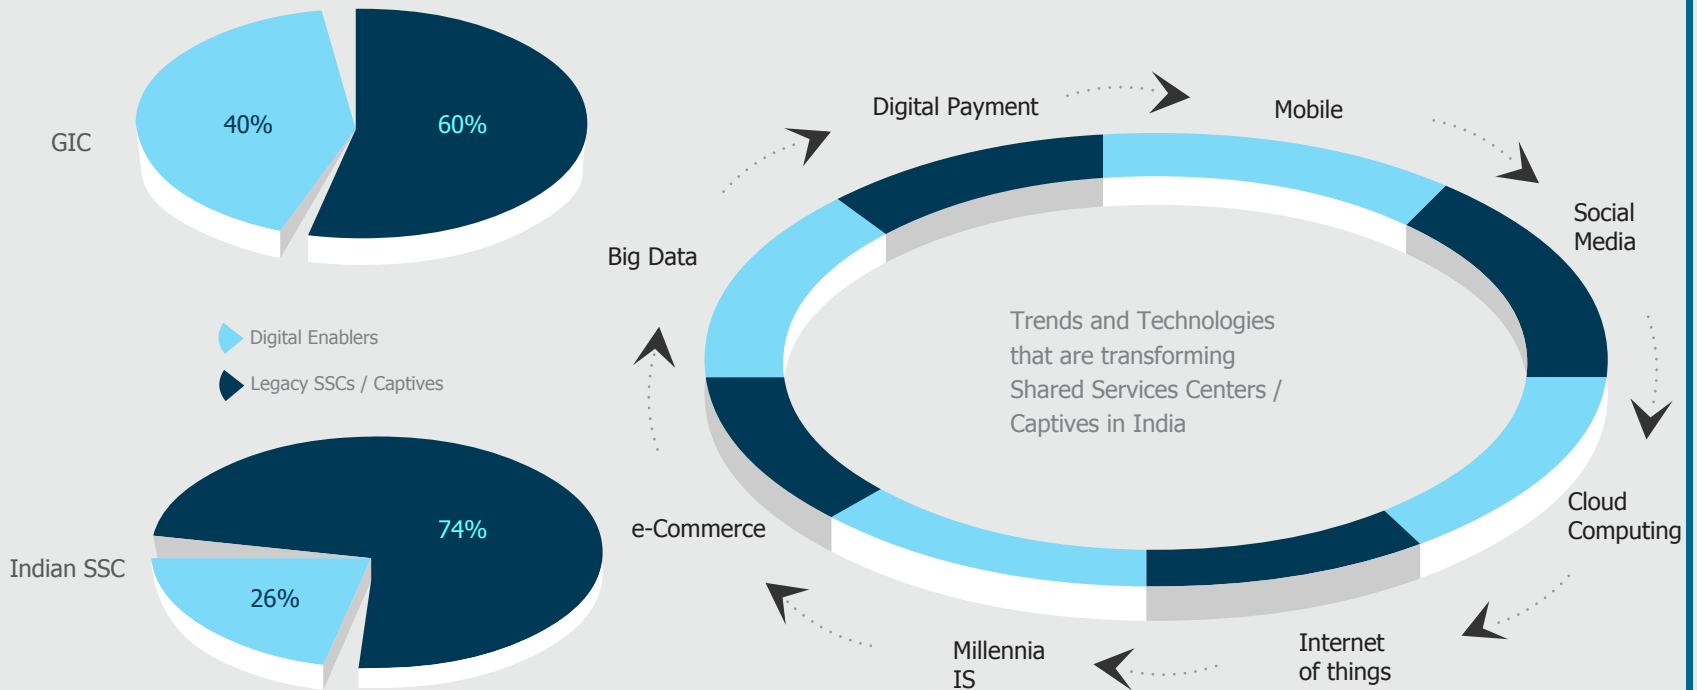 GIC
40%
60%
Digital Enablers
Legacy SSCs / Captives
Indian SSC
74%
26%
Digital Payment
Mobile
Social
Media
Cloud
Computing
Internet
of things
Millennia
IS
e-Commerce
Big Data
Trends and Technologies
that are transforming
Shared Services Centers /
Captives in India